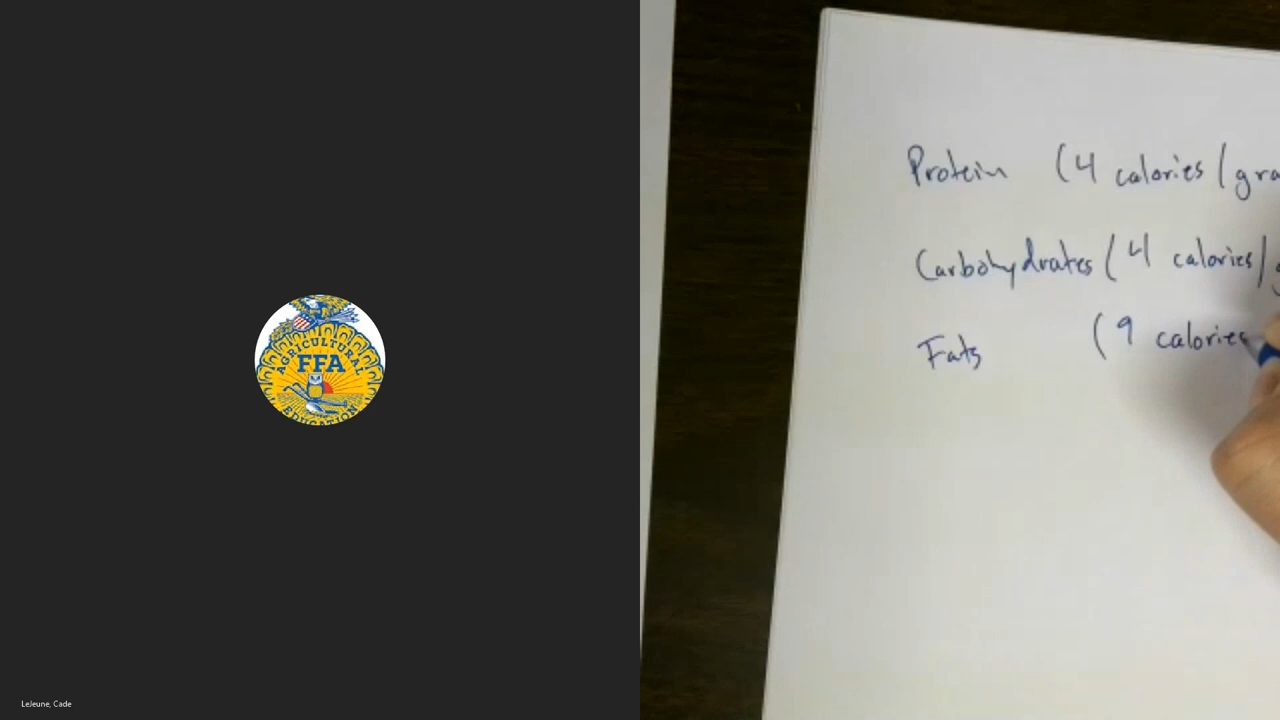 AGRICULTURAL
FFA
EDUCATION
LeJeune, Cade
Protein (4 calories/gra
Carbohydrates (4 calories/g
Fats (9 calories